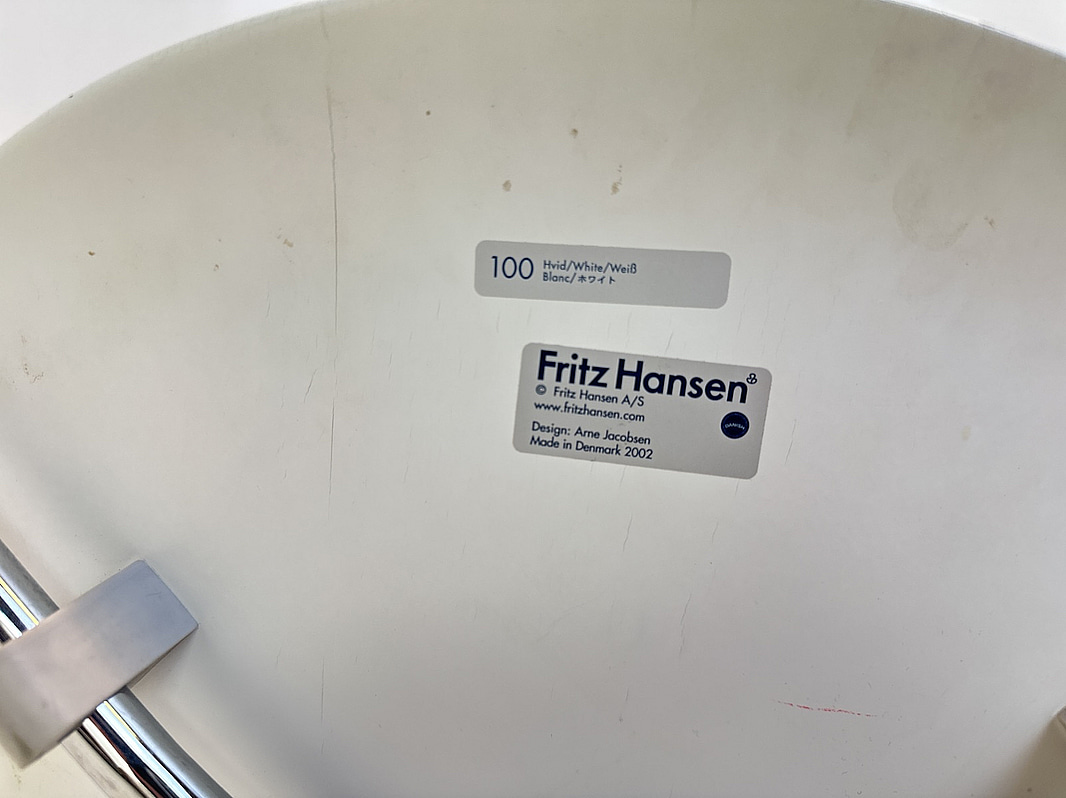 100 Hvid/White/Weiß
Blanc/ホワイト
Fritz Hansen
© Fritz Hansen A/S
www.fritzhansen.com
DANISH
Design: Arne Jacobsen
Made in Denmark 2002